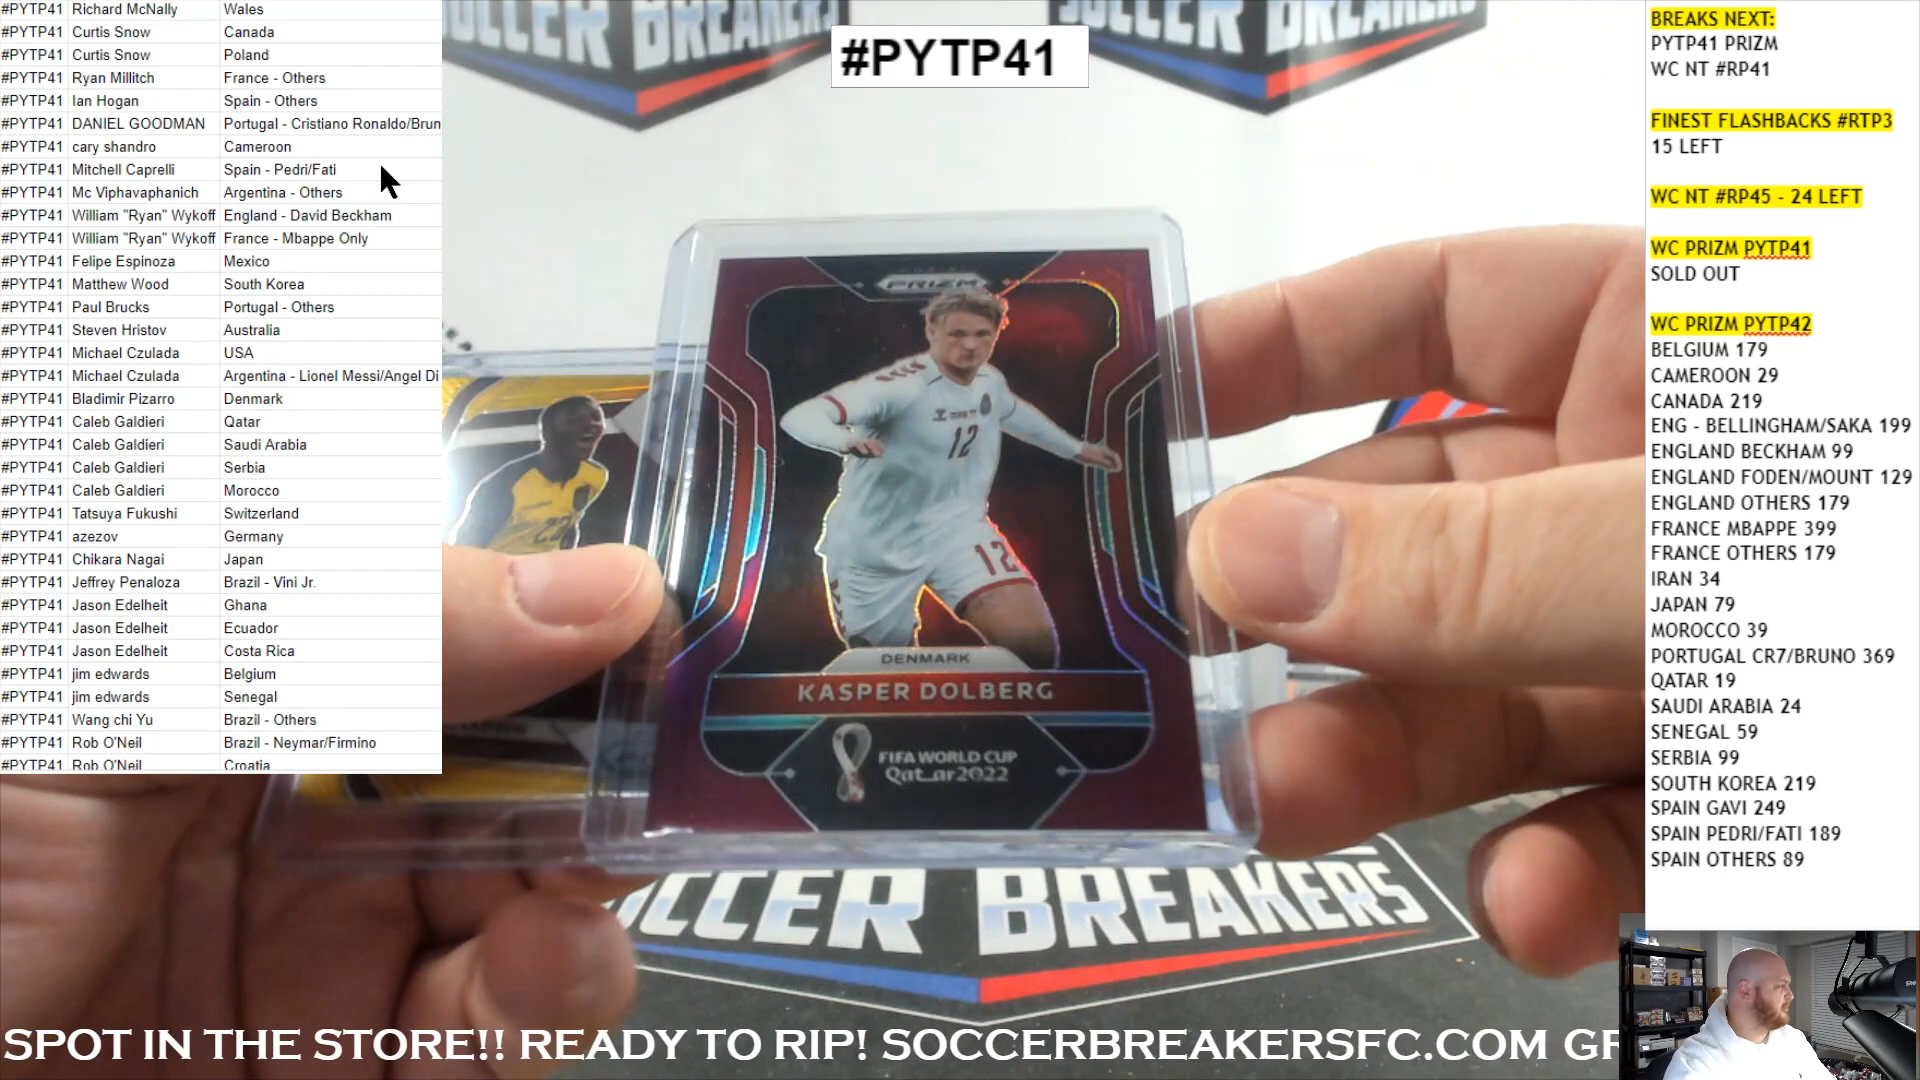 #PYTP41 Richard McNally Wales
#PYTP41 Curtis Snow Canada
#PYTP41 Curtis Snow Poland
#PYTP41 Ryan Millitch France - Others
#PYTP41 Ian Hogan Spain - Others
#PYTP41 DANIEL GOODMAN Portugal - Cristiano Ronaldo/Brun
#PYTP41 cary shandro Cameroon
#PYTP41 Mitchell Caprelli Spain - Pedri/Fati
#PYTP41 Mc Viphavaphanich Argentina - Others
#PYTP41 William "Ryan" Wykoff England - David Beckham
#PYTP41 William "Ryan" Wykoff France - Mbappe Only
#PYTP41 Felipe Espinoza Mexico
#PYTP41 Matthew Wood South Korea
#PYTP41 Paul Brucks Portugal - Others
#PYTP41 Steven Hristov Australia
#PYTP41 Michael Czulada USA
#PYTP41 Michael Czulada Argentina - Lionel Messi/Angel Di
#PYTP41 Bladimir Pizarro Denmark
#PYTP41 Caleb Galdieri Qatar
#PYTP41 Caleb Galdieri Saudi Arabia
#PYTP41 Caleb Galdieri Serbia
#PYTP41 Caleb Galdieri Morocco
#PYTP41 Tatsuya Fukushi Switzerland
#PYTP41 azezov Germany
#PYTP41 Chikara Nagai Japan
#PYTP41 Jeffrey Penaloza Brazil - Vini Jr.
#PYTP41 Jason Edelheit Ghana
#PYTP41 Jason Edelheit Ecuador
#PYTP41 Jason Edelheit Costa Rica
#PYTP41 jim edwards Belgium
#PYTP41 jim edwards Senegal
#PYTP41 Wang chi Yu Brazil - Others
#PYTP41 Rob O'Neil Brazil - Neymar/Firmino
#PYTP41 Rob O'Neil Croatia
SOCCER BREAKERS
#PYTP41
PRIZM
12
12
DENMARK
KASPER DOLBERG
FIFA WORLD CUP
Qatar2022
SOCCER BREAKERS
BREAKS NEXT:
PYTP41 PRIZM
WC NT #RP41
FINEST FLASHBACKS #RTP3
15 LEFT
WC NT #RP45 - 24 LEFT
WC PRIZM PYTP41
SOLD OUT
WC PRIZM PYTP42
BELGIUM 179
CAMEROON 29
CANADA 219
ENG - BELLINGHAM/SAKA 199
ENGLAND BECKHAM 99
ENGLAND FODEN/MOUNT 129
ENGLAND OTHERS 179
FRANCE MBAPPE 399
FRANCE OTHERS 179
IRAN 34
JAPAN 79
MOROCCO 39
PORTUGAL CR7/BRUNO 369
QATAR 19
SAUDI ARABIA 24
SENEGAL 59
SERBIA 99
SOUTH KOREA 219
SPAIN GAVI 249
SPAIN PEDRI/FATI 189
SPAIN OTHERS 89
SPOT IN THE STORE!! READY TO RIP! SOCCERBREAKERSFC.COM GR